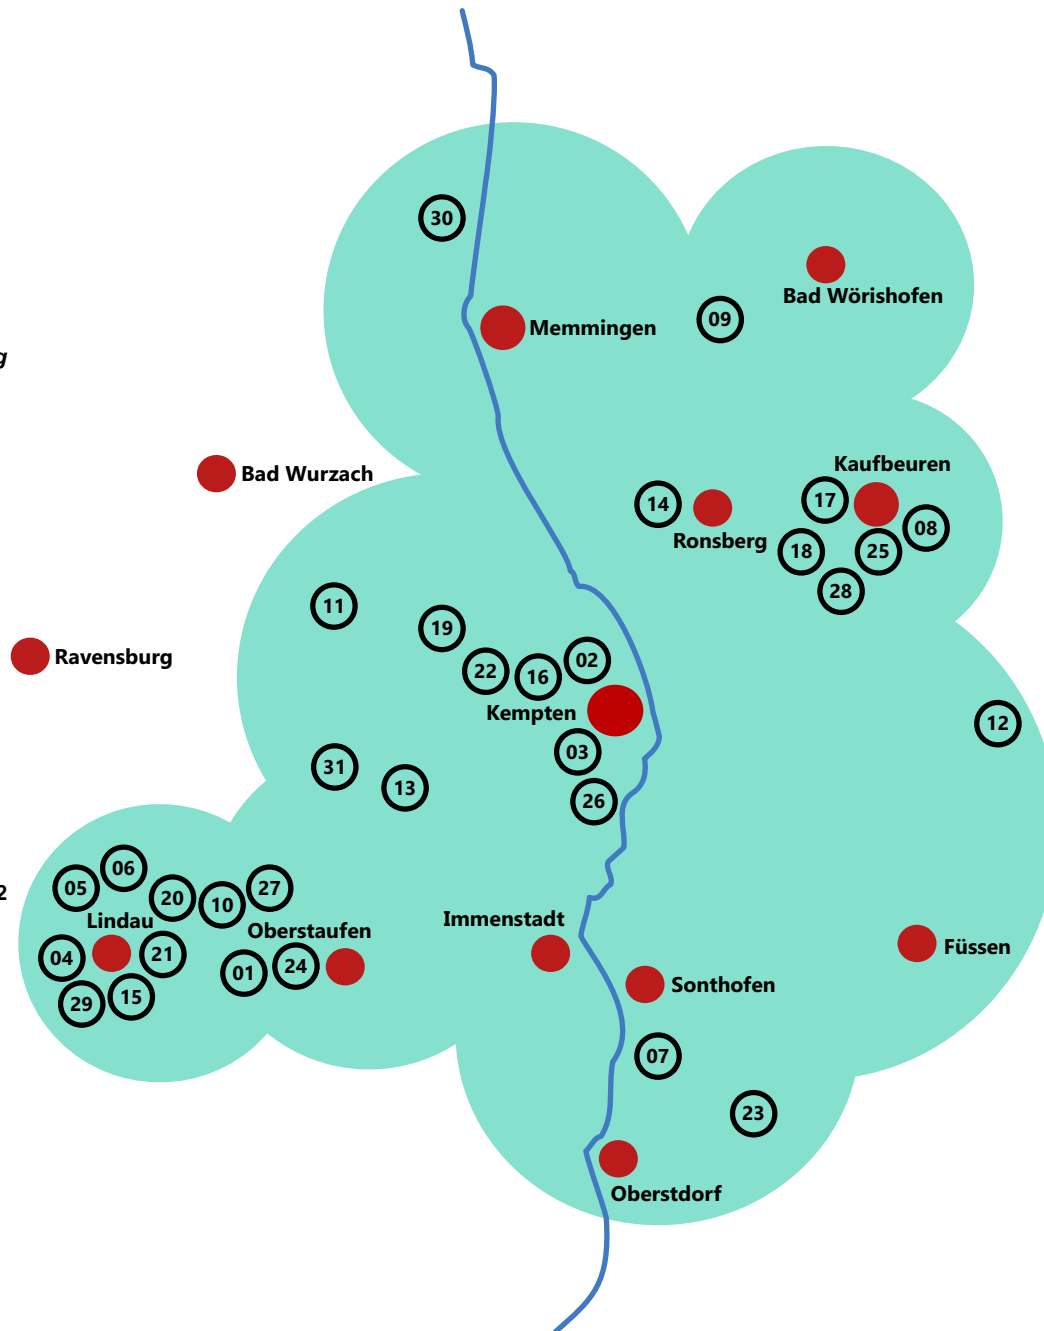 30
Bad Wörishofen
09
Memmingen
g
Kaufbeuren
Bad Wurzach
17
14
08
Ronsberg
18
25
28
11
19
02
Ravensburg
22
16
Kempten
12
03
31
13
26
06
05
27
2
20
10
Lindau
Immenstadt
Oberstaufen
Füssen
04
21
24
01
Sonthofen
29
15
07
23
Oberstdorf